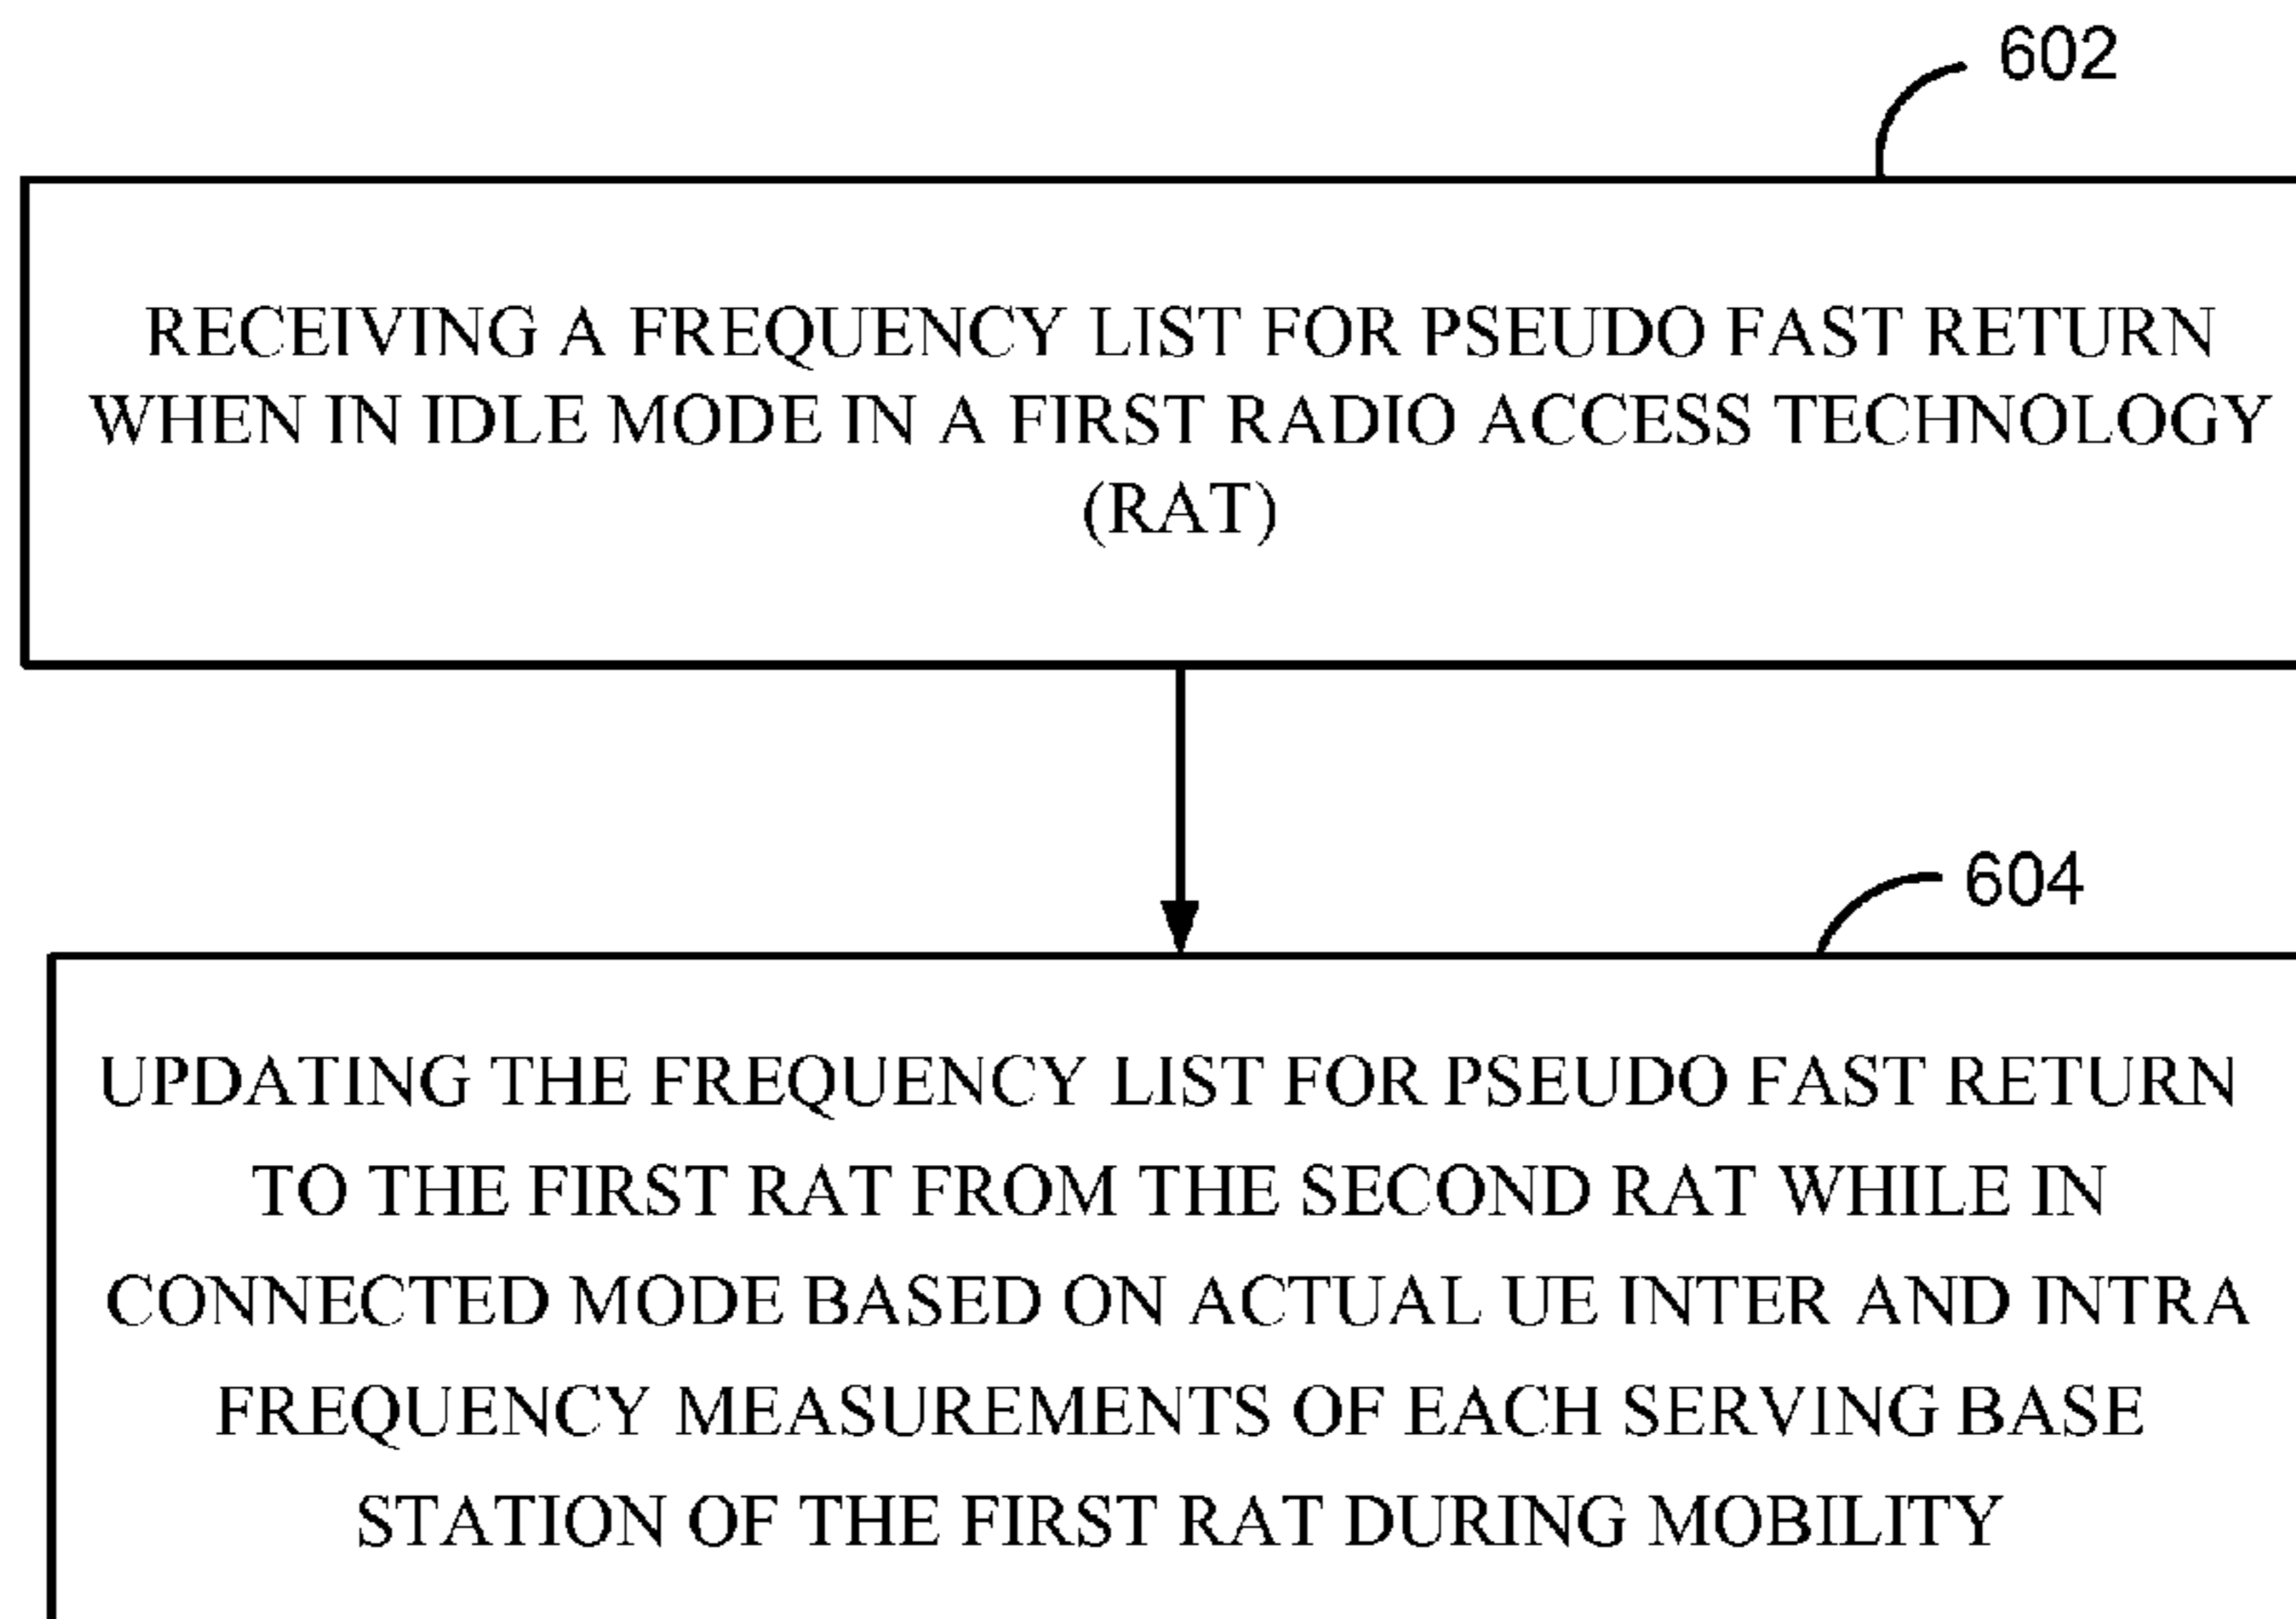 602
RECEIVING A FREQUENCY LIST FOR PSEUDO FAST RETURN
WHEN IN IDLE MODE IN A FIRST RADIO ACCESS TECHNOLOGY
(RAT)
604
UPDATING THE FREQUENCY LIST FOR PSEUDO FAST RETURN
TO THE FIRST RAT FROM THE SECOND RAT WHILE IN
CONNECTED MODE BASED ON ACTUAL UE INTER AND INTRA
FREQUENCY MEASUREMENTS OF EACH SERVING BASE
STATION OF THE FIRST RAT DURING MOBILITY